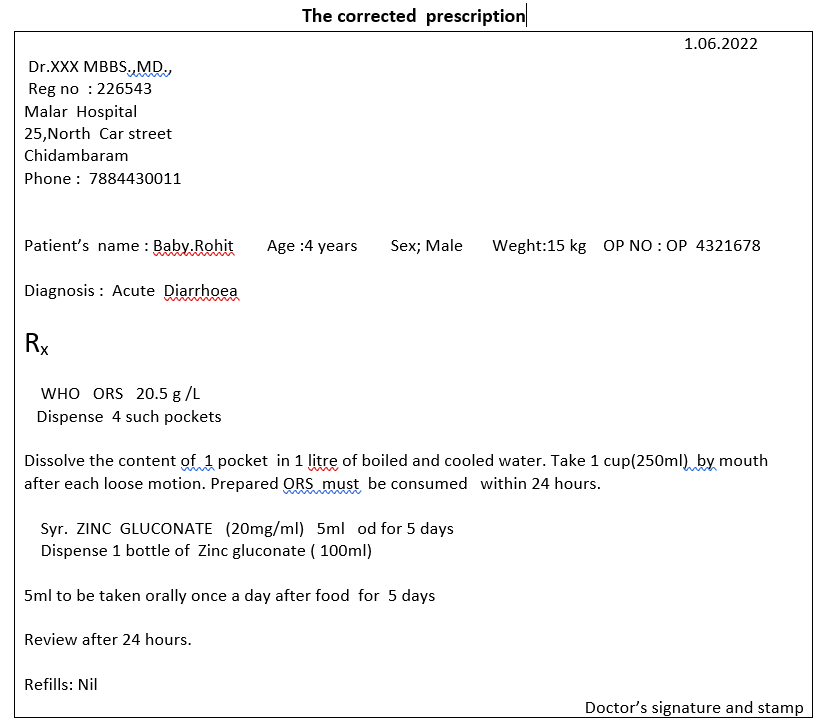 The corrected prescription
1.06.2022
Dr.XXX MBBS.,MD.,
Reg no : 226543
Malar Hospital
25,North Car street
Chidambaram
Phone : 7884430011
Patient's name : Baby.Rohit Age :4 years Sex; Male Weght:15 kg OP NO : OP 4321678
Diagnosis : Acute Diarrhoea
Rx
WHO ORS 20.5 g /L
Dispense 4 such pockets
Dissolve the content of 1 pocket in 1 litre of boiled and cooled water. Take 1 cup(250ml) by mouth
after each loose motion. Prepared ORS must be consumed within 24 hours.
Syr. ZINC GLUCONATE (20mg/ml) 5ml od for 5 days
Dispense 1 bottle of Zinc gluconate ( 100ml)
5ml to be taken orally once a day after food for 5 days
Review after 24 hours.
Refills: Nil
Doctor's signature and stamp